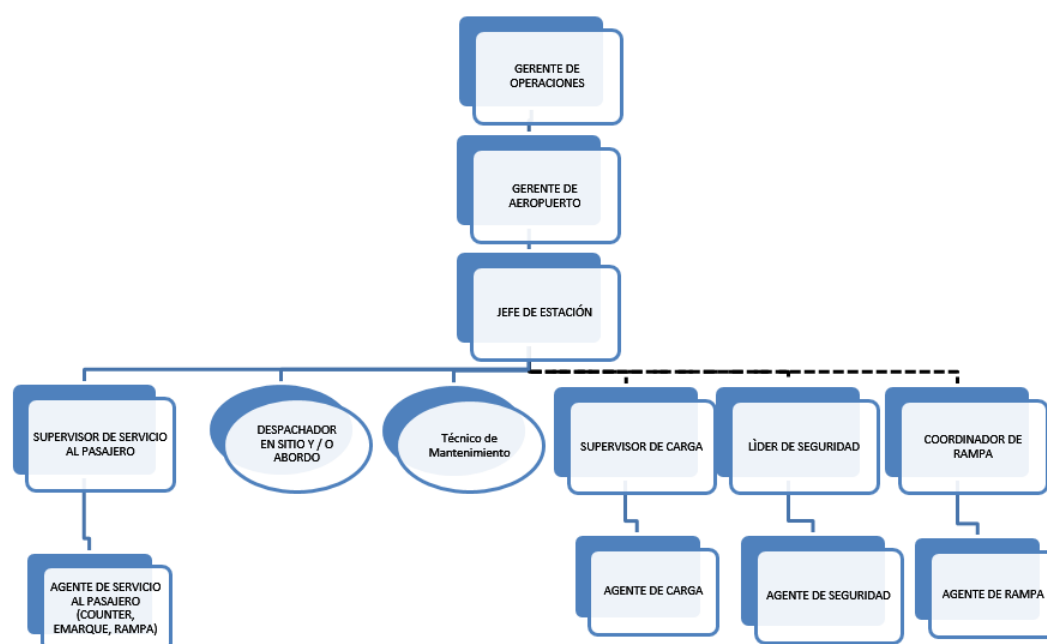 GERENTE DE
OPERACIONES
GERENTE DE
AEROPUERTO
JEFE DE ESTACIÓN
SUPERVISOR DE SERVICIO
AL PASAJERO
DESPACHADOR
EN SITIO Y / O
ABORDO
Técnico de
Mantenimiento
SUPERVISOR DE CARGA
LÌDER DE SEGURIDAD
COORDINADOR DE
RAMPA
AGENTE DE SERVICIO
AL PASAJERO
(COUNTER,
EMARQUE, RAMPA)
AGENTE DE CARGA
AGENTE DE SEGURIDAD
AGENTE DE RAMPA